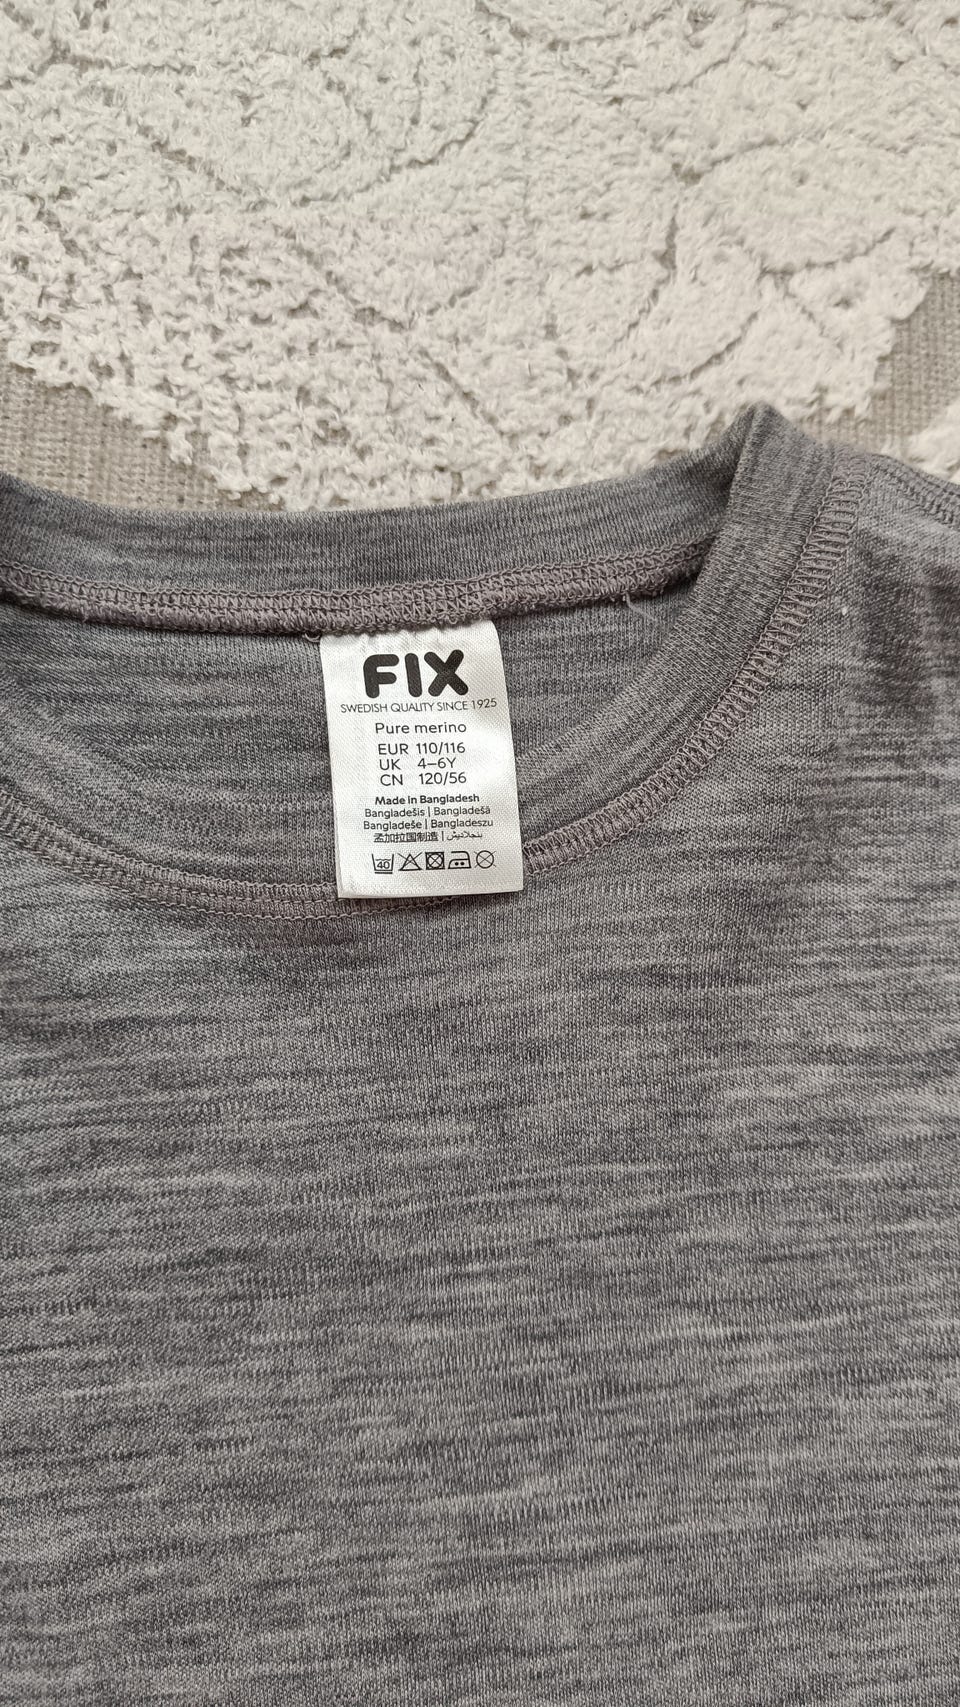 FIX
SWEDISH QUALITY SINCE 1925
Pure merino
EUR 110/116
UK 4–6Y
CN 120/56
Made in Bangladesh
Bangladešis | Bangladešā
Bangladeše | Bangladeszu
孟加拉国制造 | بنجلاديش
40